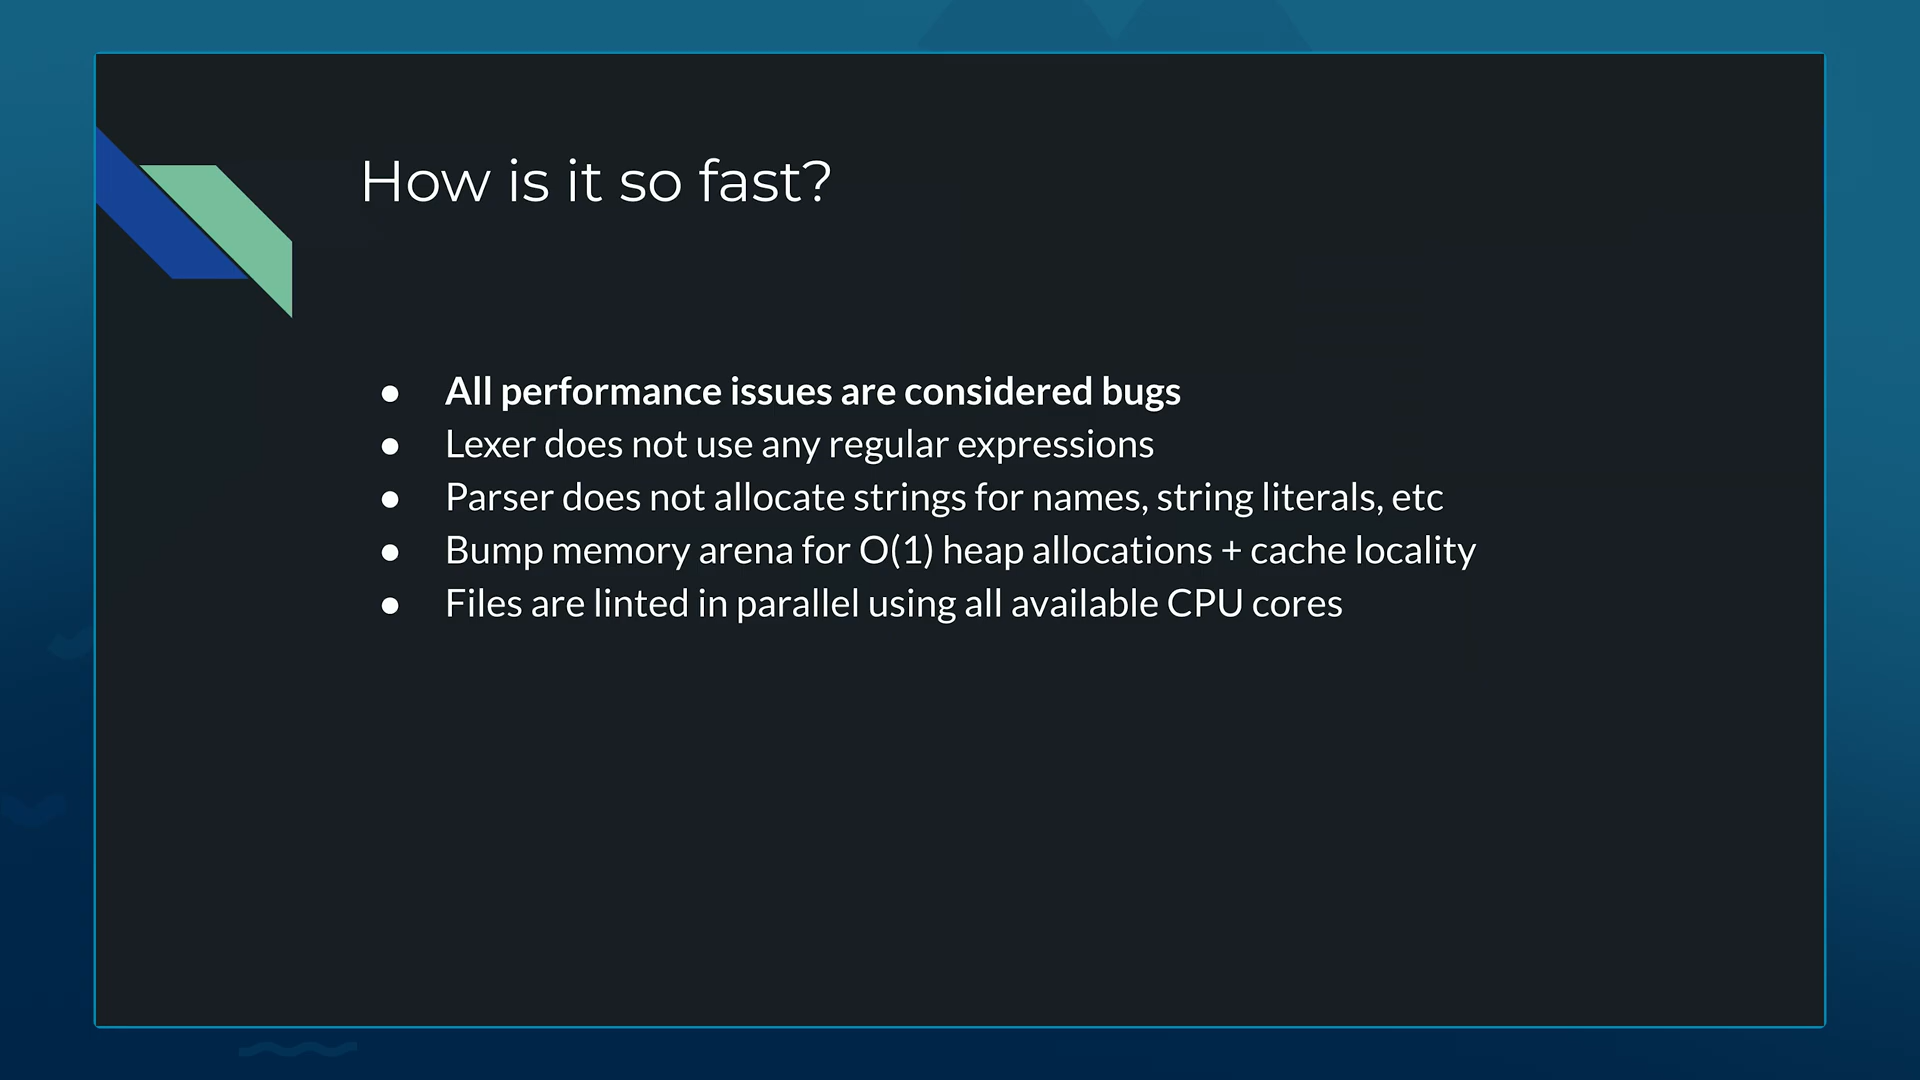 How is it so fast?
● All performance issues are considered bugs
● Lexer does not use any regular expressions
● Parser does not allocate strings for names, string literals, etc
● Bump memory arena for O(1) heap allocations + cache locality
● Files are linted in parallel using all available CPU cores